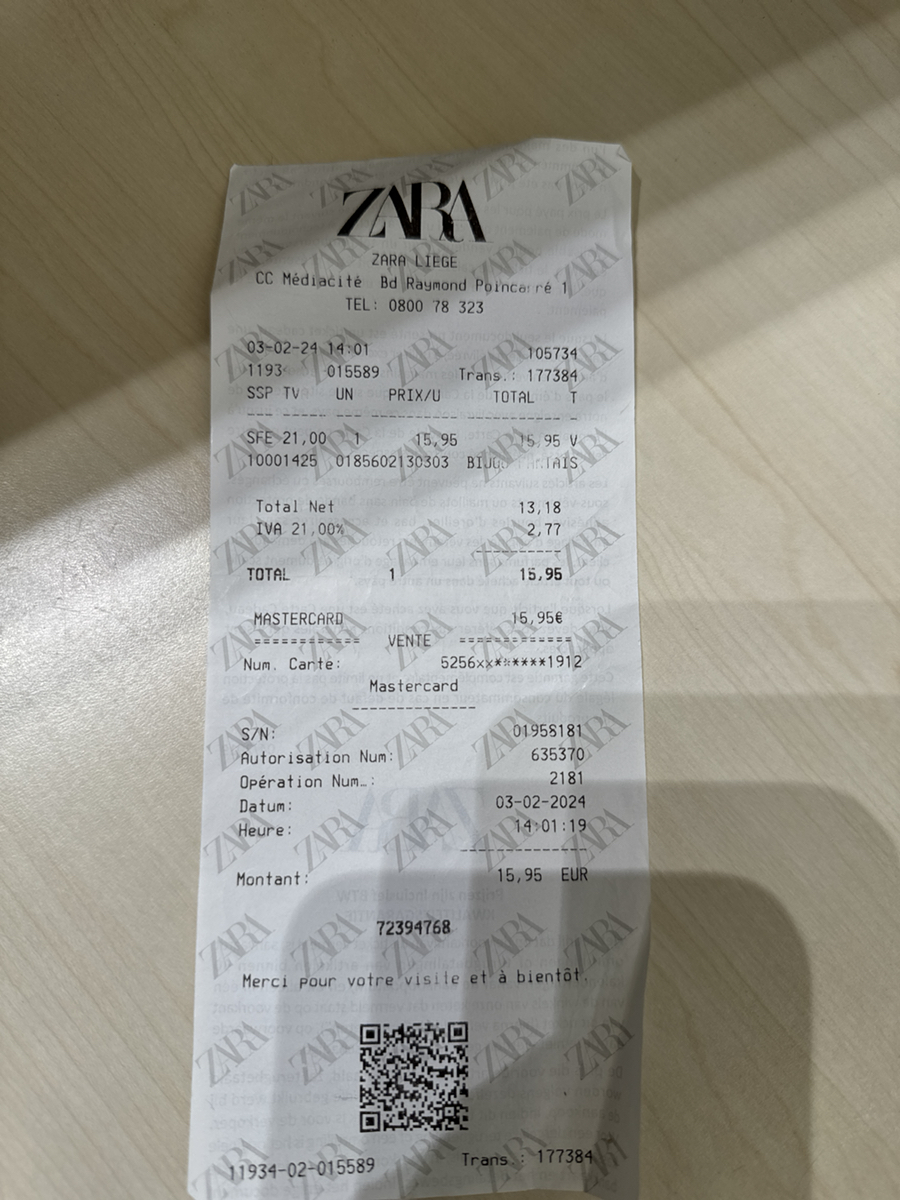 ZARA
ZARA LIEGE
CC Médiacité Bd Raymond Poincarré 1
TEL: 0800 78 323
03-02-24 14:01 105734
1193 015589 Trans.: 177384
SSP TV UN PRIX/U TOTAL T
SFE 21,00 1 15,95 15,95 V
10001425 0185602130303
Total Net 13,18
IVA 21,00% 2,77
TOTAL 1 15,95
MASTERCARD 15,95€
============ VENTE ============
Num. Carte: 5256xx******1912
Mastercard
S/N: 01958181
Autorisation Num: 635370
Opération Num..: 2181
Datum: 03-02-2024
Heure: 14:01:19
Montant: 15,95 EUR
72394768
Merci pour votre visite et à bientôt.
11934-02-015589 Trans.: 177384